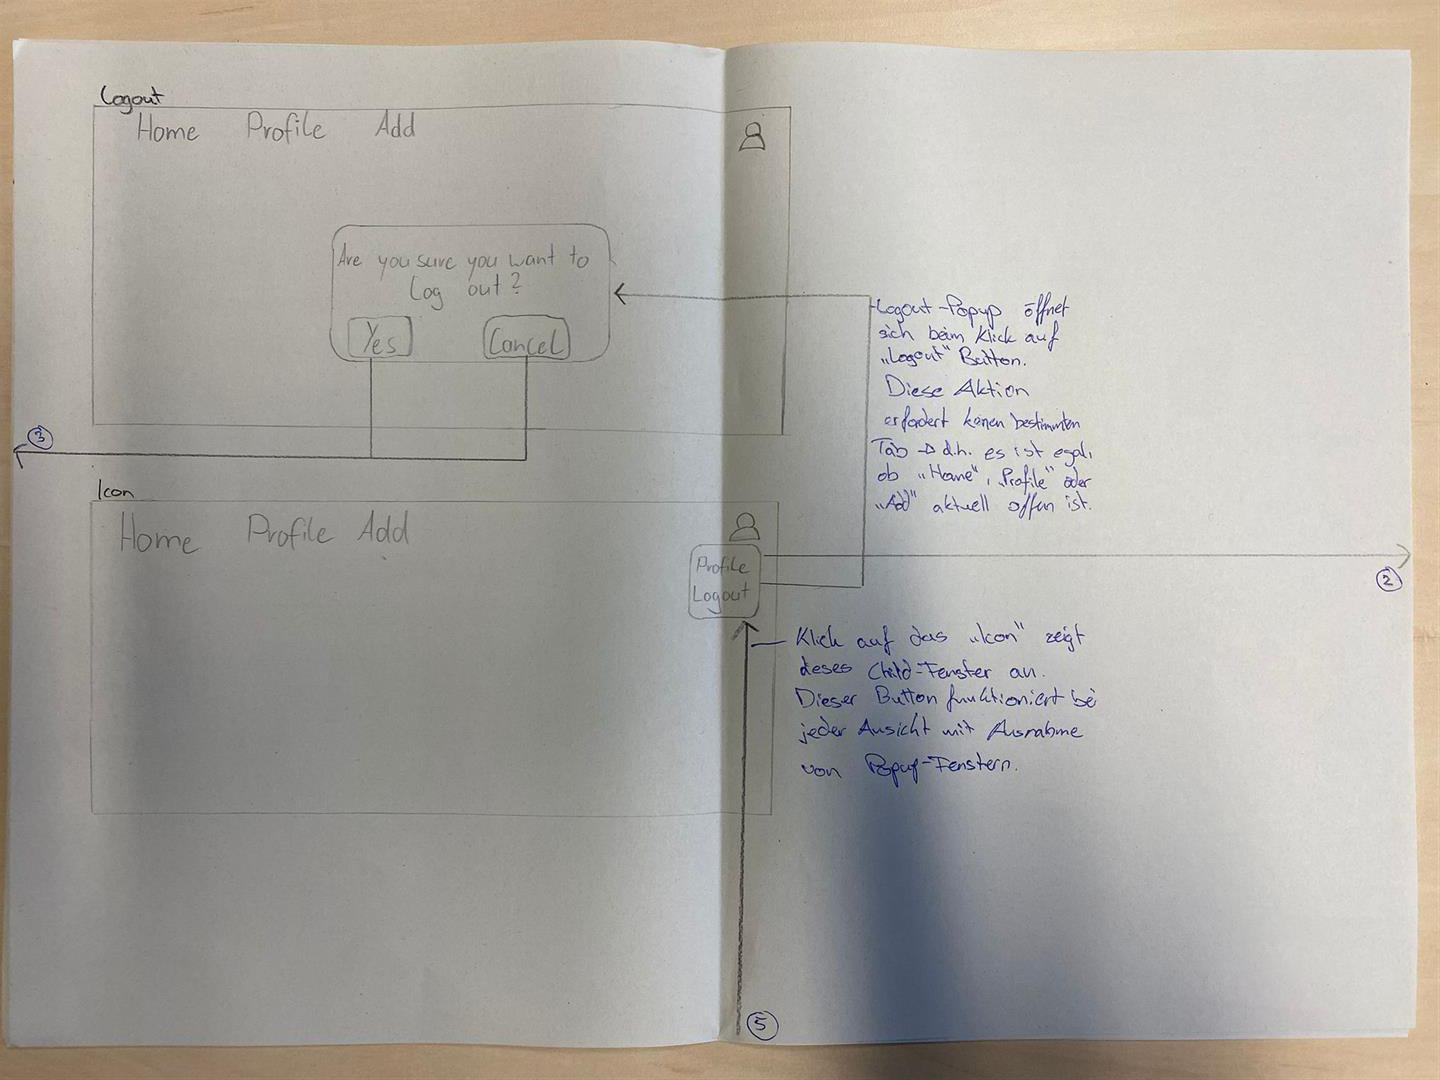 Logout
Home Profile Add
Are you sure you want to
Log out?
Yes Cancel
-Logout-Popup öffnet
sich beim Klick auf
„Logout" Button.
Diese Aktion
erfordert keinen bestimmten
Tab → d.h. es ist egal,
ob „Home", „Profile" oder
„Add" aktuell offen ist.
3
Icon
Home Profile Add
Profile
Logout
2
Klick auf das „Icon" zeigt
dieses Child-Fenster an.
Dieser Button funktioniert bei
jeder Ansicht mit Ausnahme
von Popup-Fenstern.
5